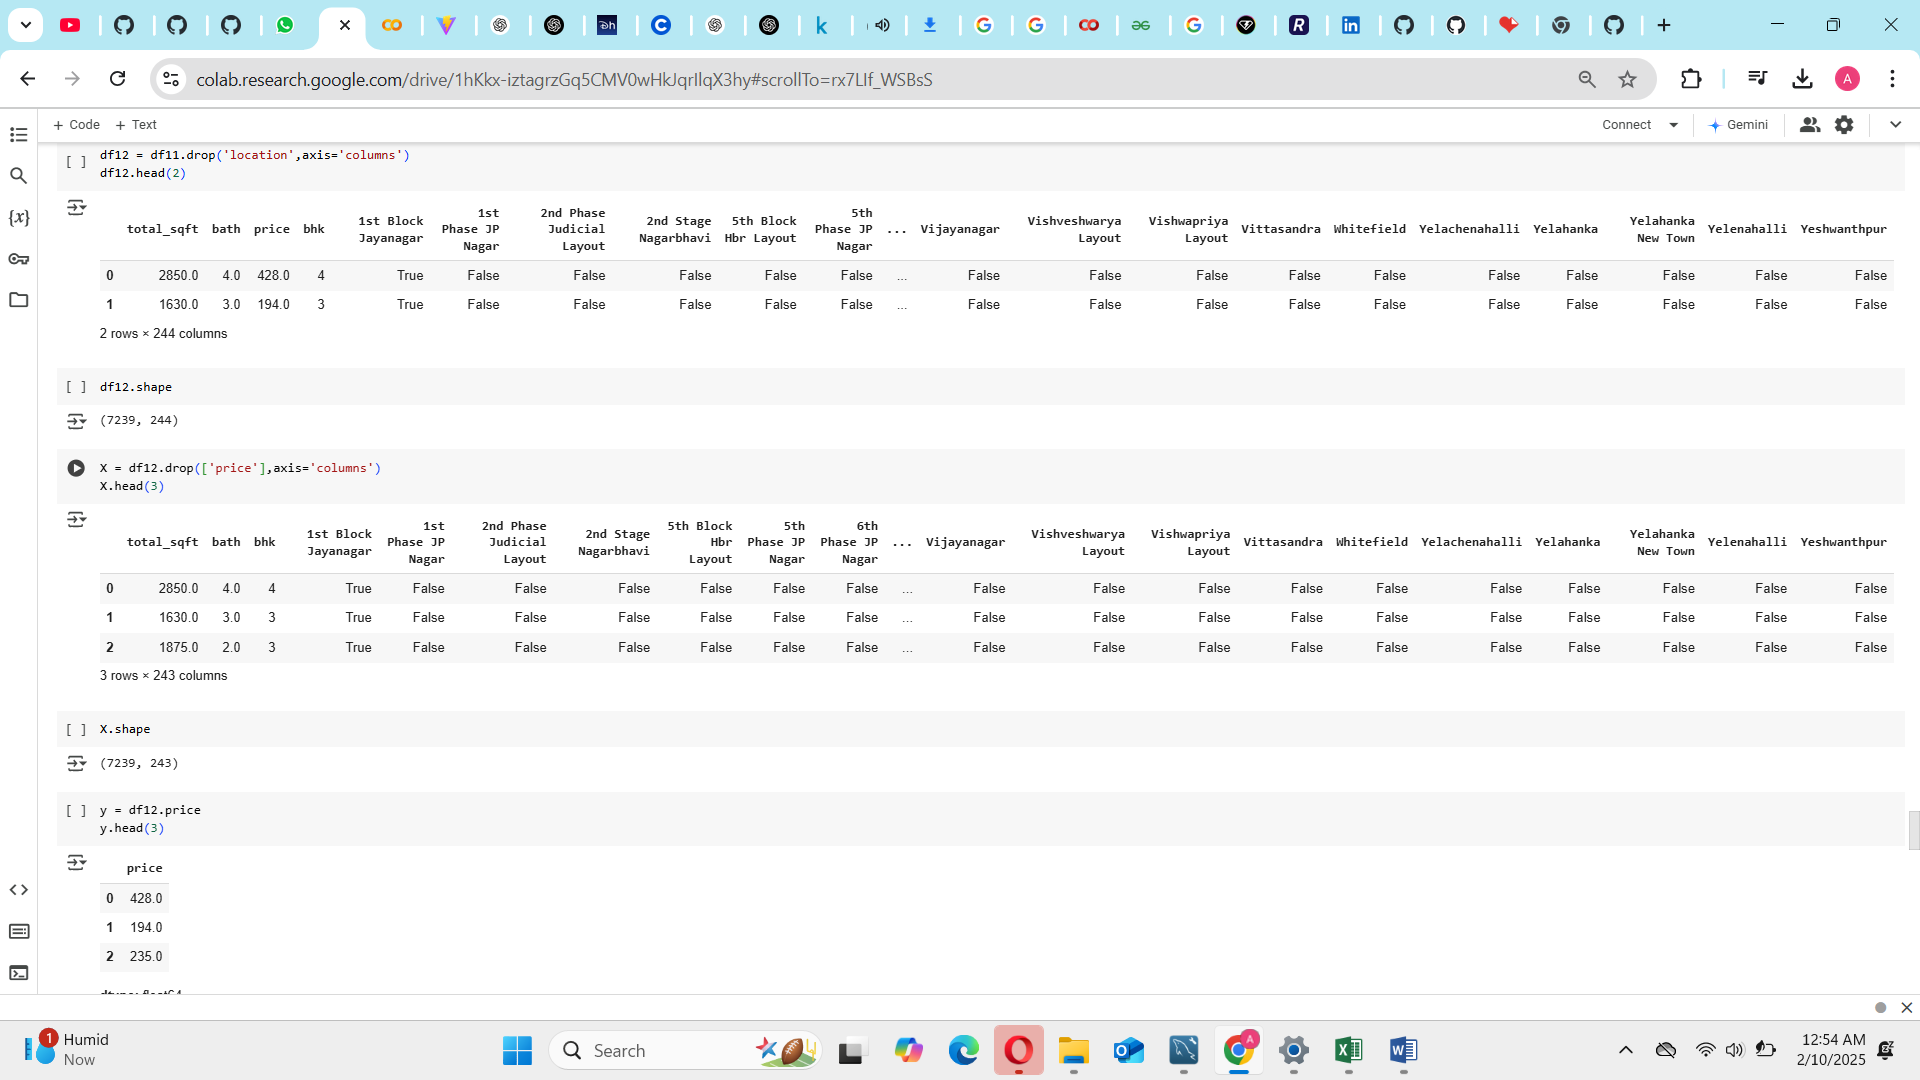 colab.research.google.com/drive/1hKkx-iztagrzGq5CMV0wHkJqrIlqX3hy#scrollTo=rx7LIf_WSBsS
A
+ Code + Text
Connect
Gemini
[ ] df12 = df11.drop('location',axis='columns')
df12.head(2)
total_sqft bath price bhk 1st Block Jayanagar 1st Phase JP Nagar 2nd Phase Judicial Layout 2nd Stage Nagarbhavi 5th Block Hbr Layout 5th Phase JP Nagar ... Vijayanagar Vishveshwarya Layout Vishwapriya Layout Vittasandra Whitefield Yelachenahalli Yelahanka Yelahanka New Town Yelenahalli Yeshwanthpur
0 2850.0 4.0 428.0 4 True False False False False False ... False False False False False False False False False False
1 1630.0 3.0 194.0 3 True False False False False False ... False False False False False False False False False False
2 rows × 244 columns
[ ] df12.shape
(7239, 244)
X = df12.drop(['price'],axis='columns')
X.head(3)
total_sqft bath bhk 1st Block Jayanagar 1st Phase JP Nagar 2nd Phase Judicial Layout 2nd Stage Nagarbhavi 5th Block Hbr Layout 5th Phase JP Nagar 6th Phase JP Nagar ... Vijayanagar Vishveshwarya Layout Vishwapriya Layout Vittasandra Whitefield Yelachenahalli Yelahanka Yelahanka New Town Yelenahalli Yeshwanthpur
0 2850.0 4.0 4 True False False False False False False ... False False False False False False False False False False
1 1630.0 3.0 3 True False False False False False False ... False False False False False False False False False False
2 1875.0 2.0 3 True False False False False False False ... False False False False False False False False False False
3 rows × 243 columns
[ ] X.shape
(7239, 243)
[ ] y = df12.price
y.head(3)
price
0 428.0
1 194.0
2 235.0
dtype: float64
1
Humid
Now
Search
12:54 AM
2/10/2025